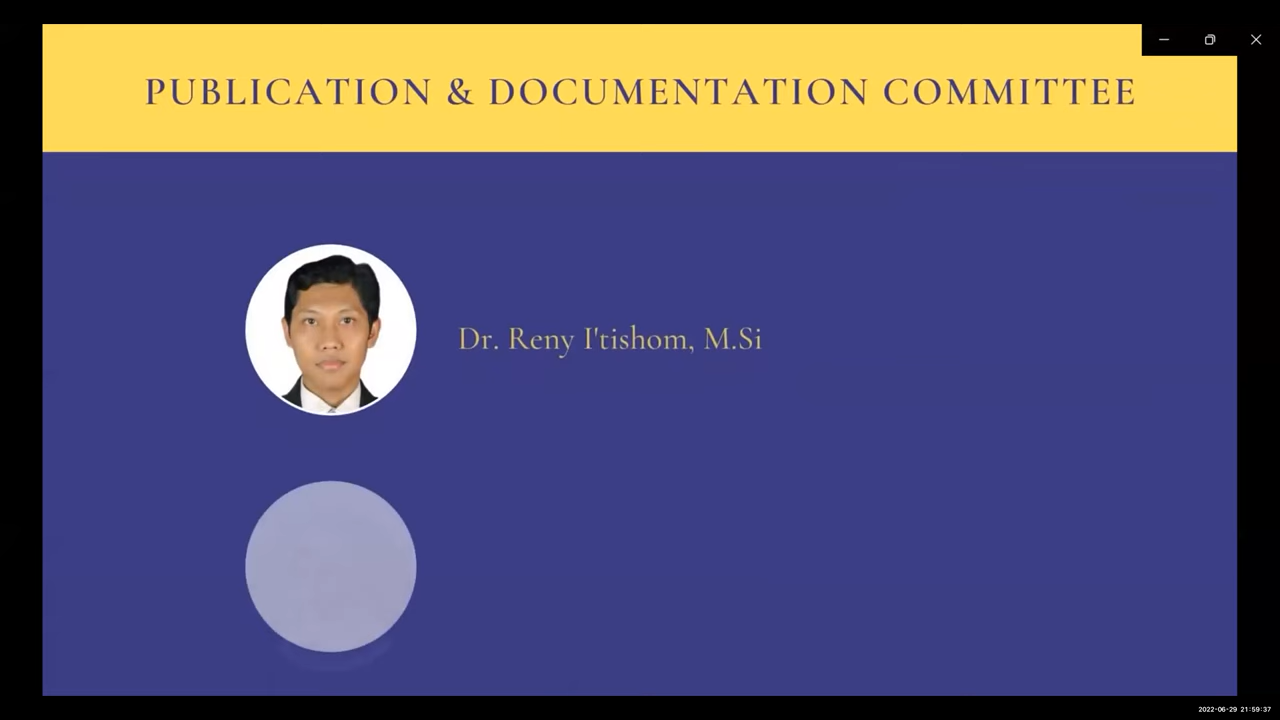 PUBLICATION & DOCUMENTATION COMMITTEE
Dr. Reny I'tishom, M.Si
2022-06-29 21:59:37